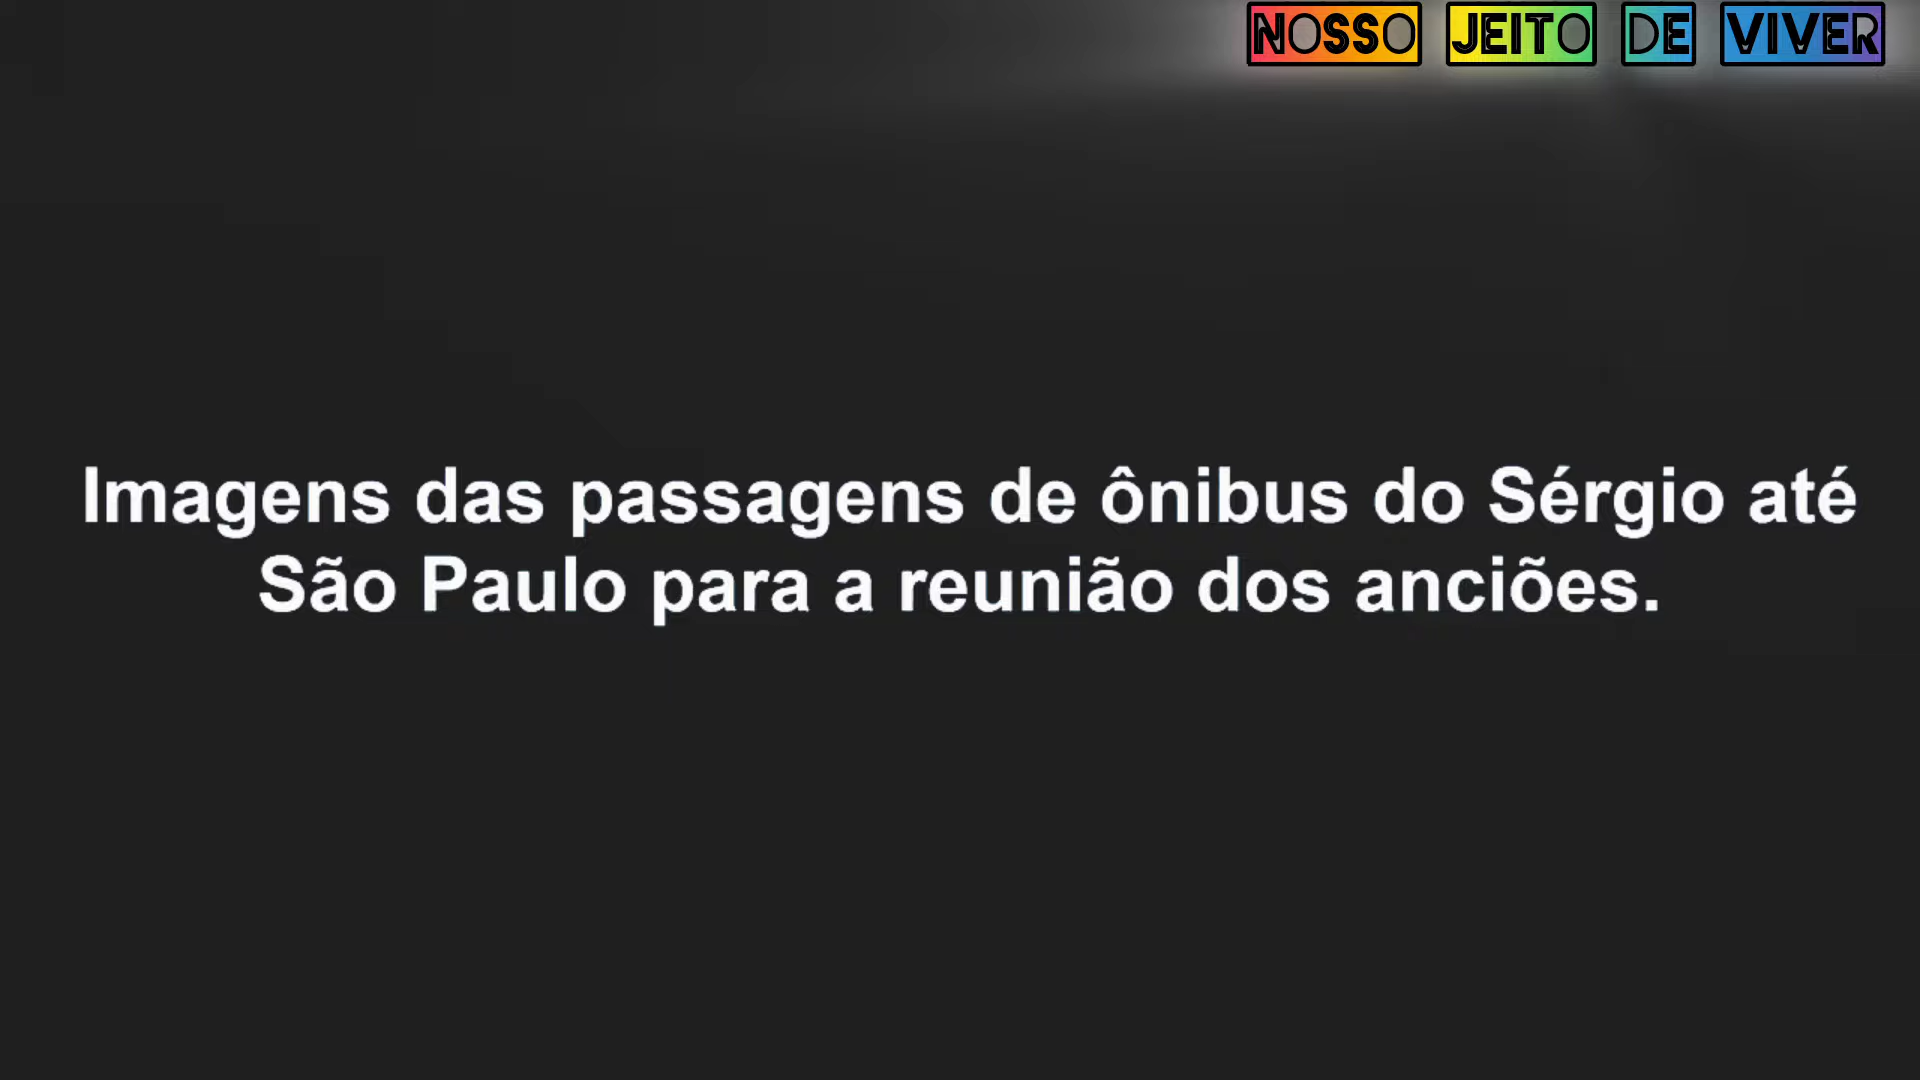 NOSSO JEITO DE VIVER
Imagens das passagens de ônibus do Sérgio até
São Paulo para a reunião dos anciões.